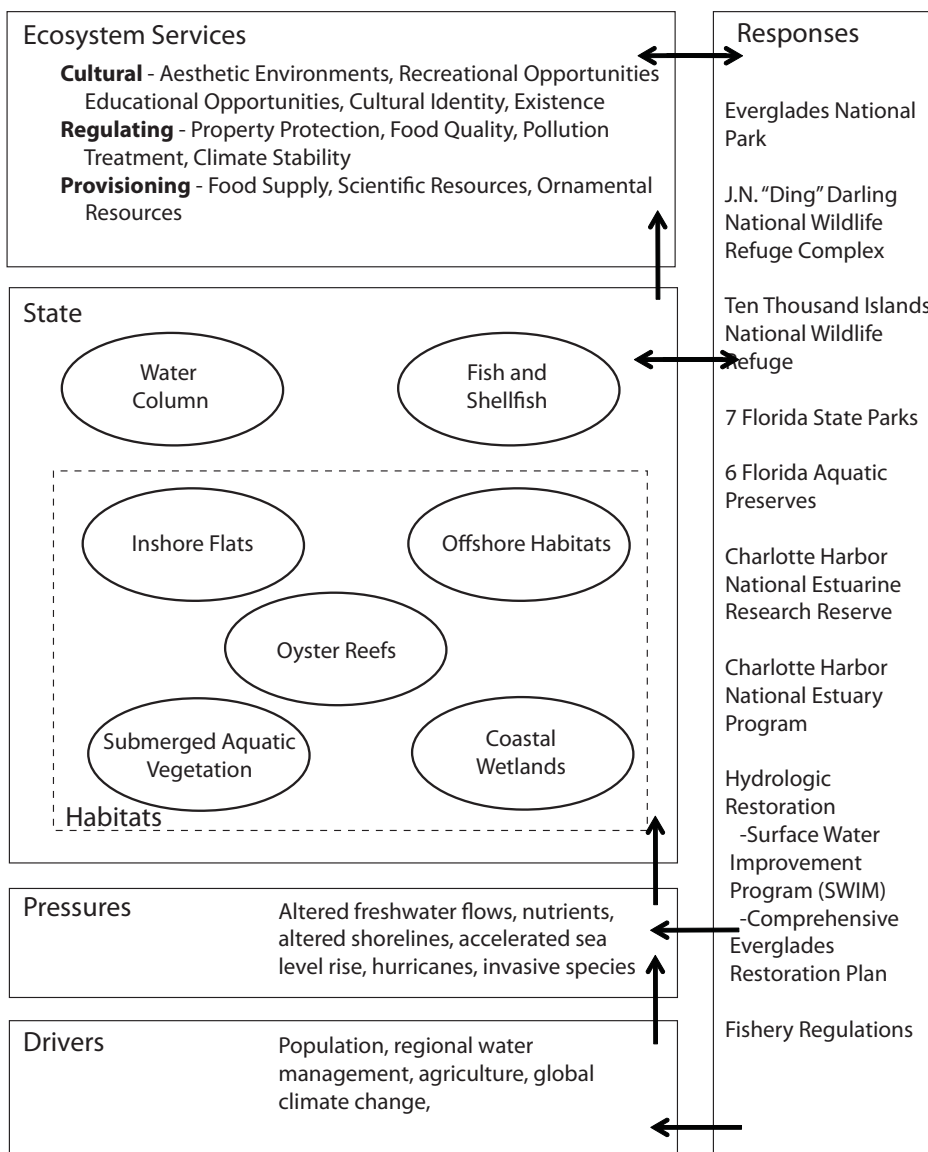 Ecosystem Services
Cultural - Aesthetic Environments, Recreational Opportunities
Educational Opportunities, Cultural Identity, Existence
Regulating - Property Protection, Food Quality, Pollution
Treatment, Climate Stability
Provisioning - Food Supply, Scientific Resources, Ornamental
Resources
State
Water
Column
Fish and
Shellfish
Inshore Flats
Offshore Habitats
Oyster Reefs
Submerged Aquatic
Vegetation
Coastal
Wetlands
Habitats
Pressures
Altered freshwater flows, nutrients,
altered shorelines, accelerated sea
level rise, hurricanes, invasive species
Drivers
Population, regional water
management, agriculture, global
climate change,
Responses
Everglades National
Park
J.N. “Ding” Darling
National Wildlife
Refuge Complex
Ten Thousand Islands
National Wildlife
Refuge
7 Florida State Parks
6 Florida Aquatic
Preserves
Charlotte Harbor
National Estuarine
Research Reserve
Charlotte Harbor
National Estuary
Program
Hydrologic
Restoration
-Surface Water
Improvement
Program (SWIM)
-Comprehensive
Everglades
Restoration Plan
Fishery Regulations